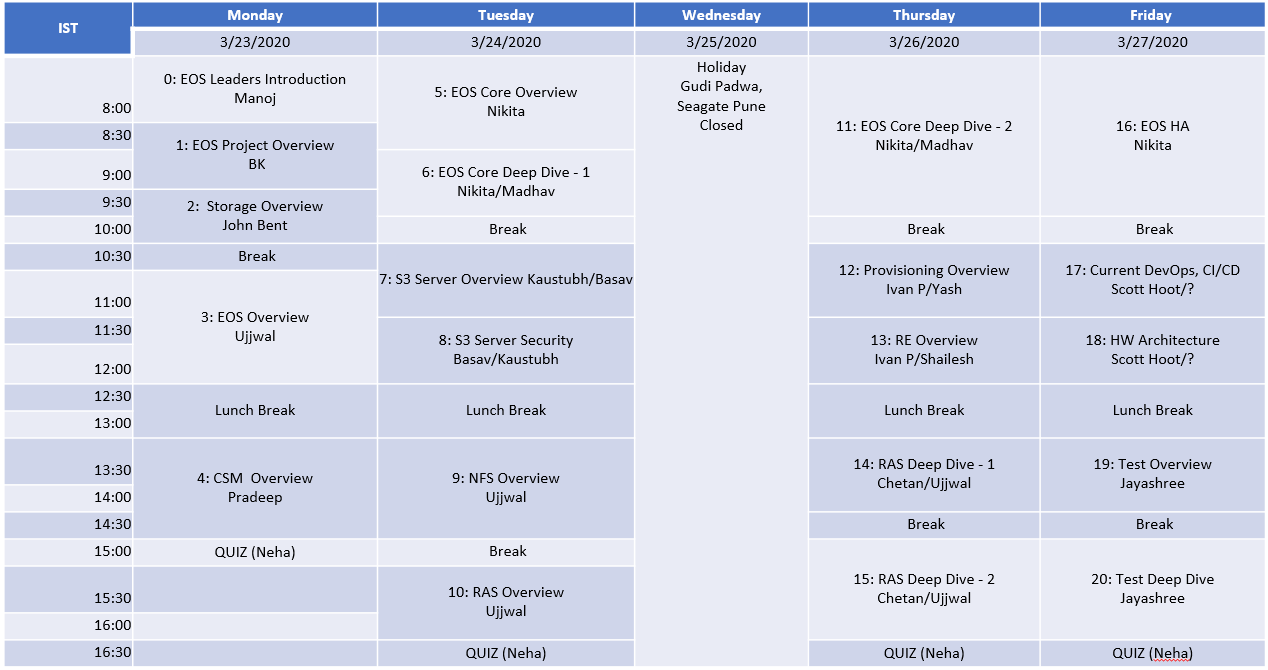 IST
Monday
Tuesday
Wednesday
Thursday
Friday
3/23/2020
3/24/2020
3/25/2020
3/26/2020
3/27/2020
8:00
8:30
9:00
9:30
10:00
10:30
11:00
11:30
12:00
12:30
13:00
13:30
14:00
14:30
15:00
15:30
16:00
16:30
0: EOS Leaders Introduction
Manoj
1: EOS Project Overview
BK
2:  Storage Overview
John Bent
Break
3: EOS Overview
Ujjwal
Lunch Break
4: CSM  Overview
Pradeep
QUIZ (Neha)
5: EOS Core Overview
Nikita
6: EOS Core Deep Dive - 1
Nikita/Madhav
Break
7: S3 Server Overview Kaustubh/Basav
8: S3 Server Security
Basav/Kaustubh
Lunch Break
9: NFS Overview
Ujjwal
Break
10: RAS Overview
Ujjwal
QUIZ (Neha)
Holiday
Gudi Padwa,
Seagate Pune
Closed
11: EOS Core Deep Dive - 2
Nikita/Madhav
Break
12: Provisioning Overview
Ivan P/Yash
13: RE Overview
Ivan P/Shailesh
Lunch Break
14: RAS Deep Dive - 1
Chetan/Ujjwal
Break
15: RAS Deep Dive - 2
Chetan/Ujjwal
QUIZ (Neha)
16: EOS HA
Nikita
Break
17: Current DevOps, CI/CD
Scott Hoot/?
18: HW Architecture
Scott Hoot/?
Lunch Break
19: Test Overview
Jayashree
Break
20: Test Deep Dive
Jayashree
QUIZ (Neha)